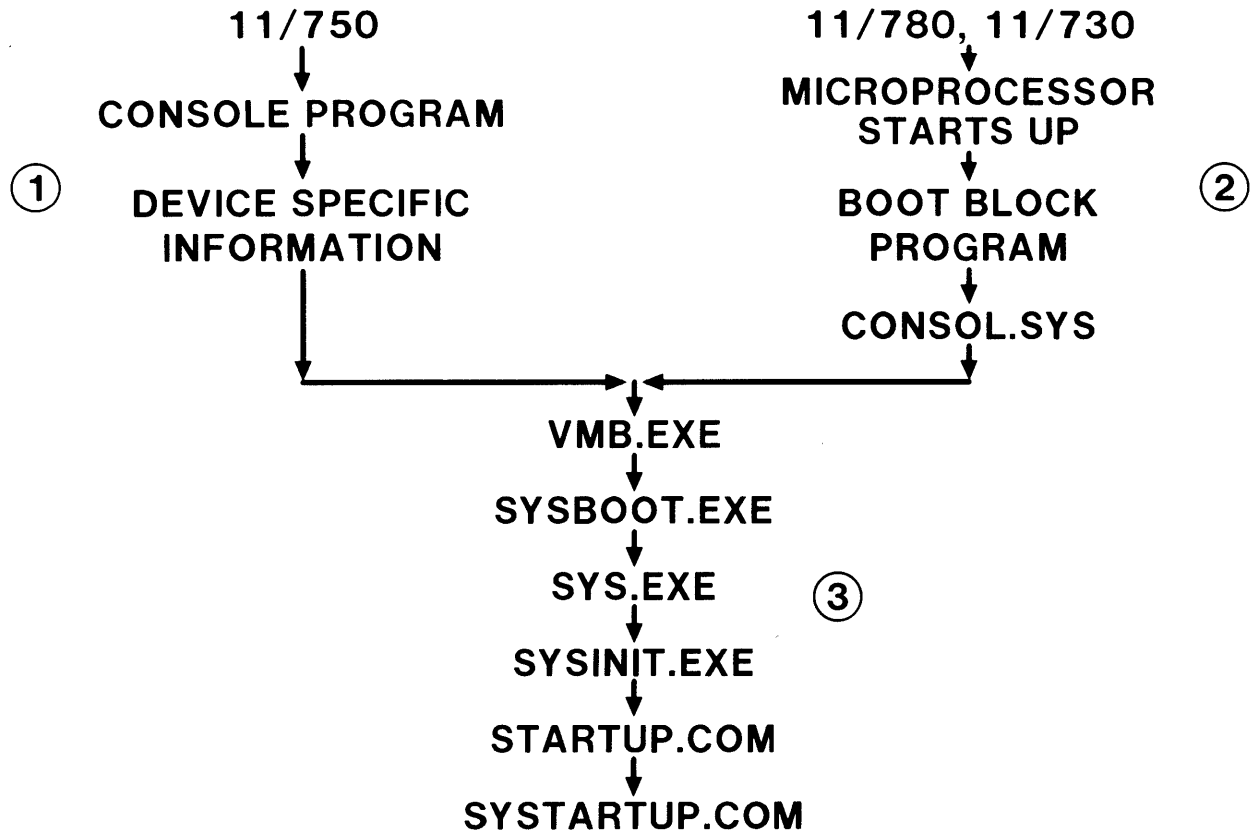 11/750
CONSOLE PROGRAM
1
DEVICE SPECIFIC
INFORMATION
11/780, 11/730
MICROPROCESSOR
STARTS UP
BOOT BLOCK
PROGRAM
2
CONSOL.SYS
VMB.EXE
SYSBOOT.EXE
SYS.EXE
3
SYSINIT.EXE
STARTUP.COM
SYSTARTUP.COM